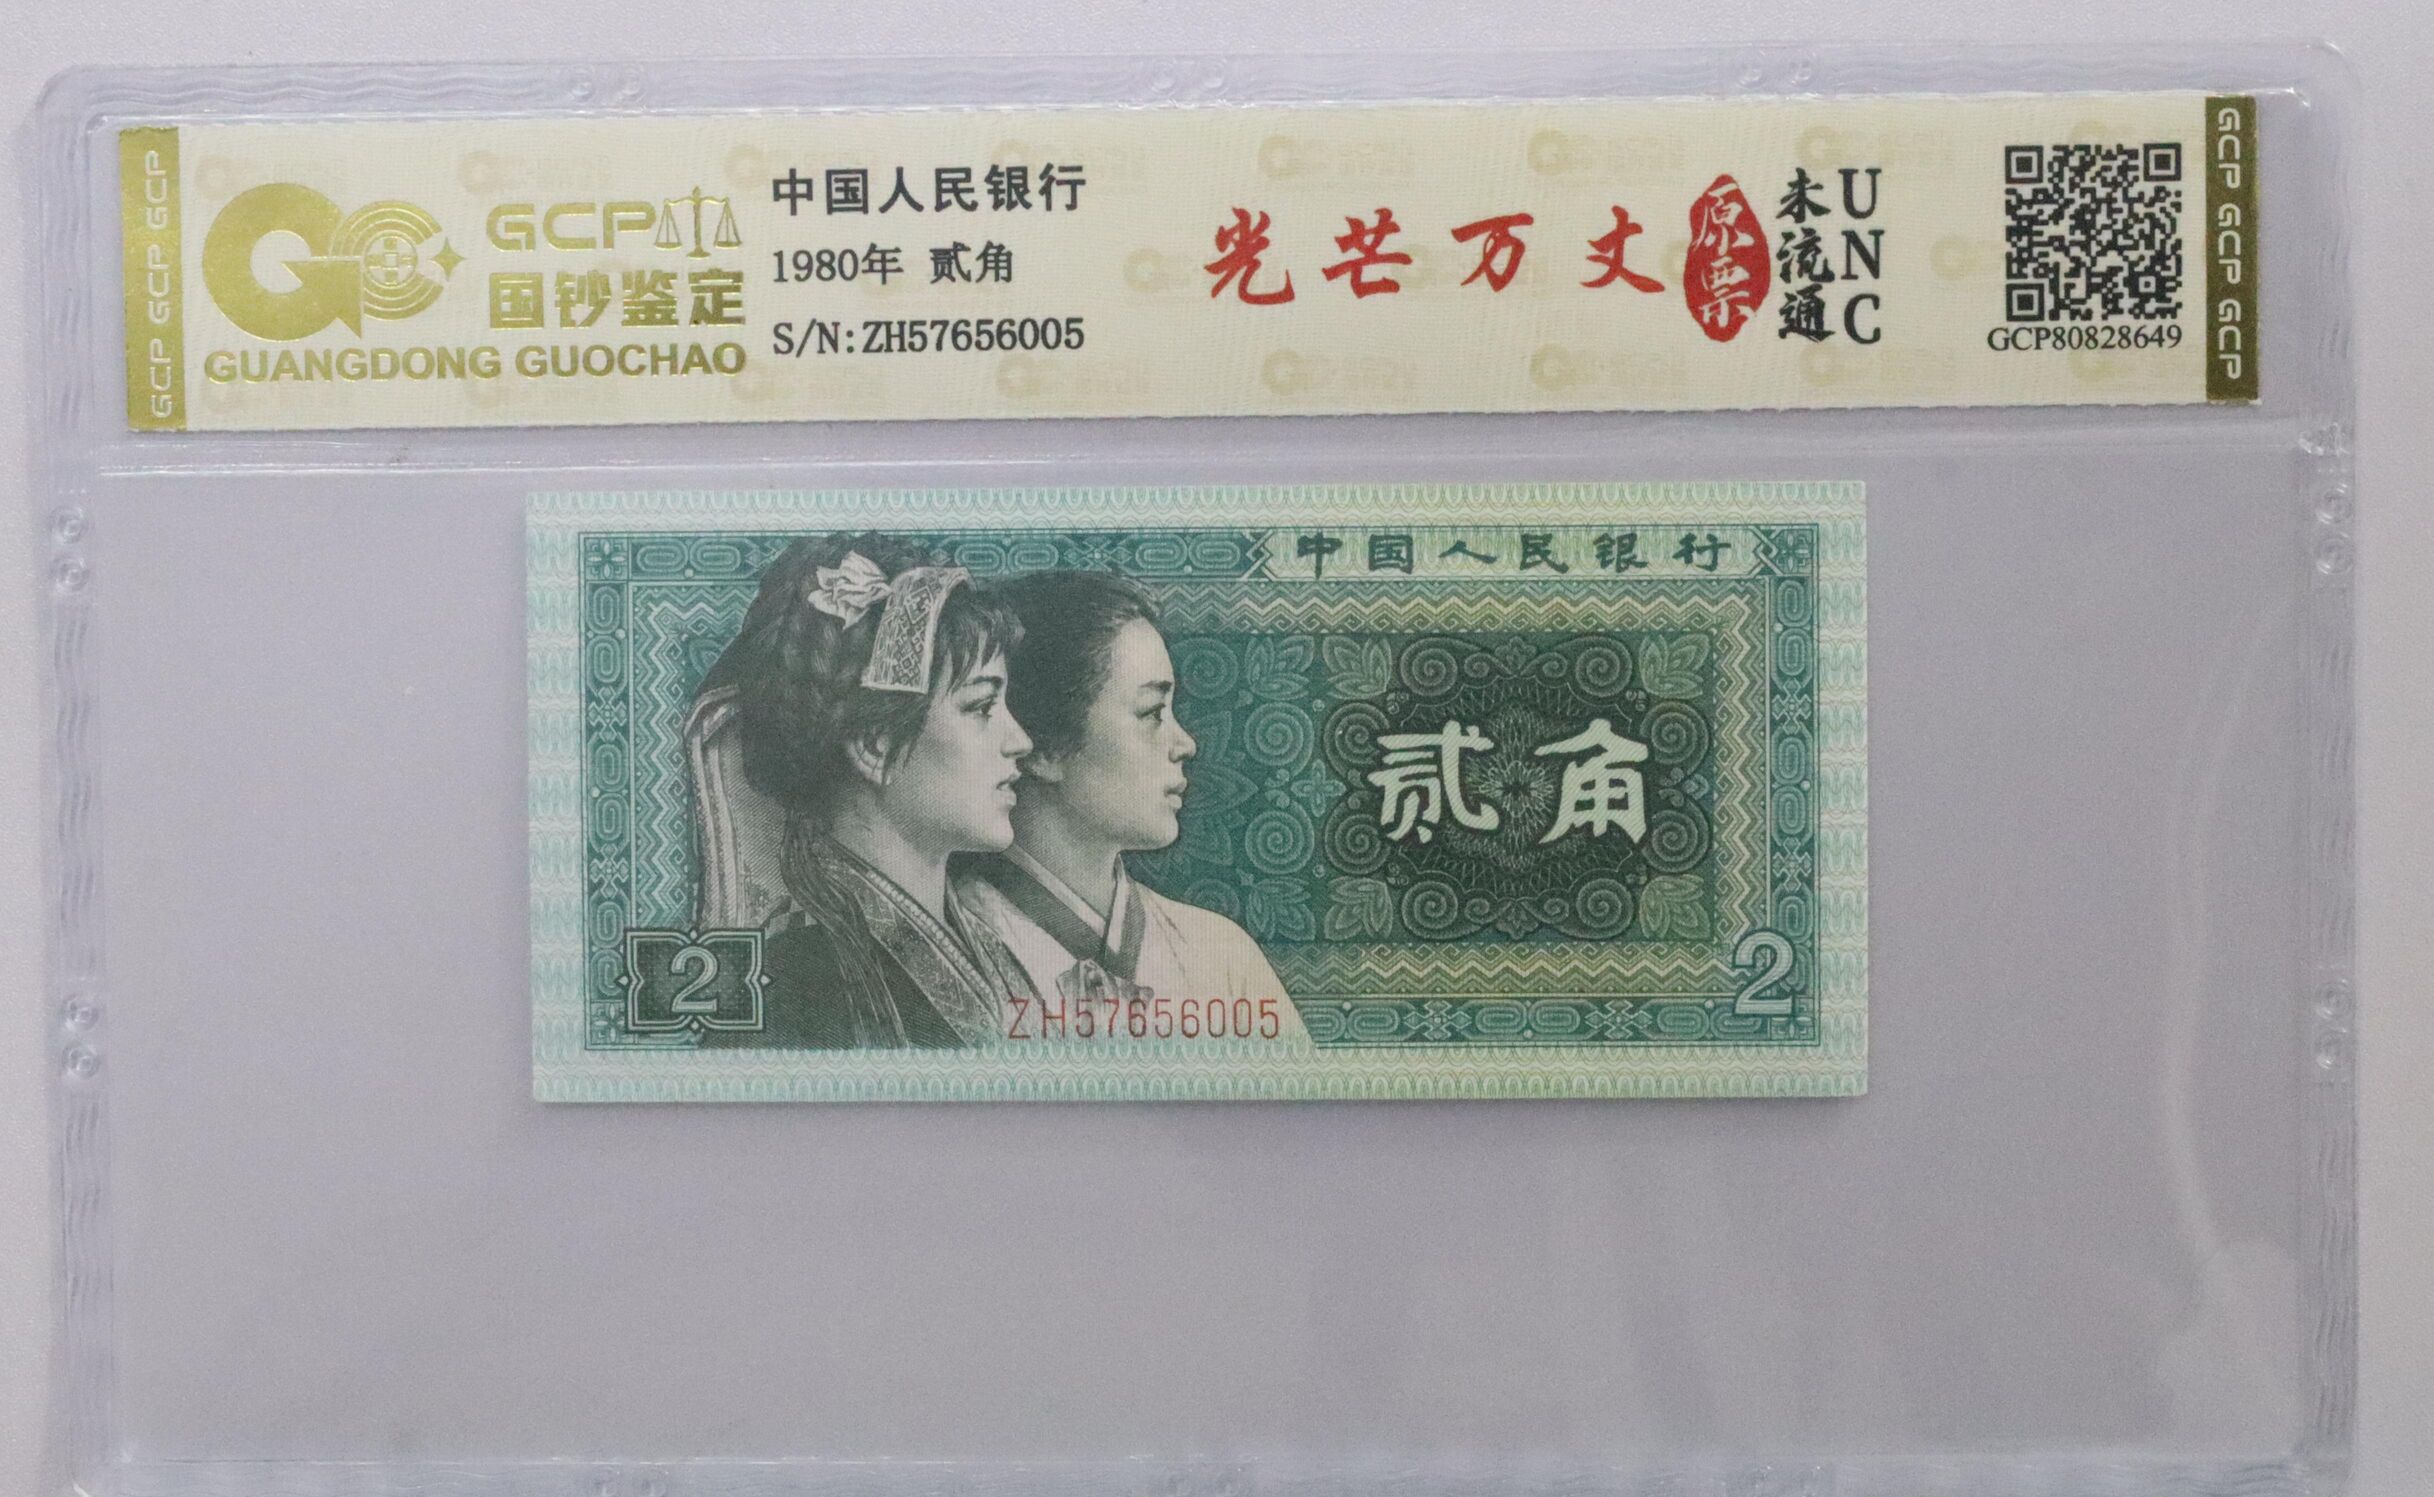 GCP GCP GCP
GCP
国钞鉴定
GUANGDONG GUOCHAO
中国人民银行
1980年 贰角
S/N:ZH57656005
光芒万丈
原票
未流通
UNC
GCP80828649
GCP GCP GCP
中国人民银行
贰角
2
2
ZH57656005